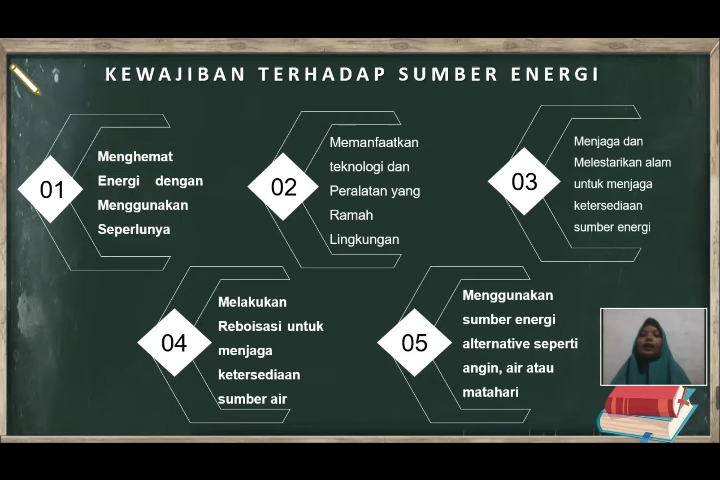 KEWAJIBAN TERHADAP SUMBER ENERGI
01
Menghemat
Energi dengan
Menggunakan
Seperlunya
02
Memanfaatkan
teknologi dan
Peralatan yang
Ramah
Lingkungan
03
Menjaga dan
Melestarikan alam
untuk menjaga
ketersediaan
sumber energi
04
Melakukan
Reboisasi untuk
menjaga
ketersediaan
sumber air
05
Menggunakan
sumber energi
alternative seperti
angin, air atau
matahari